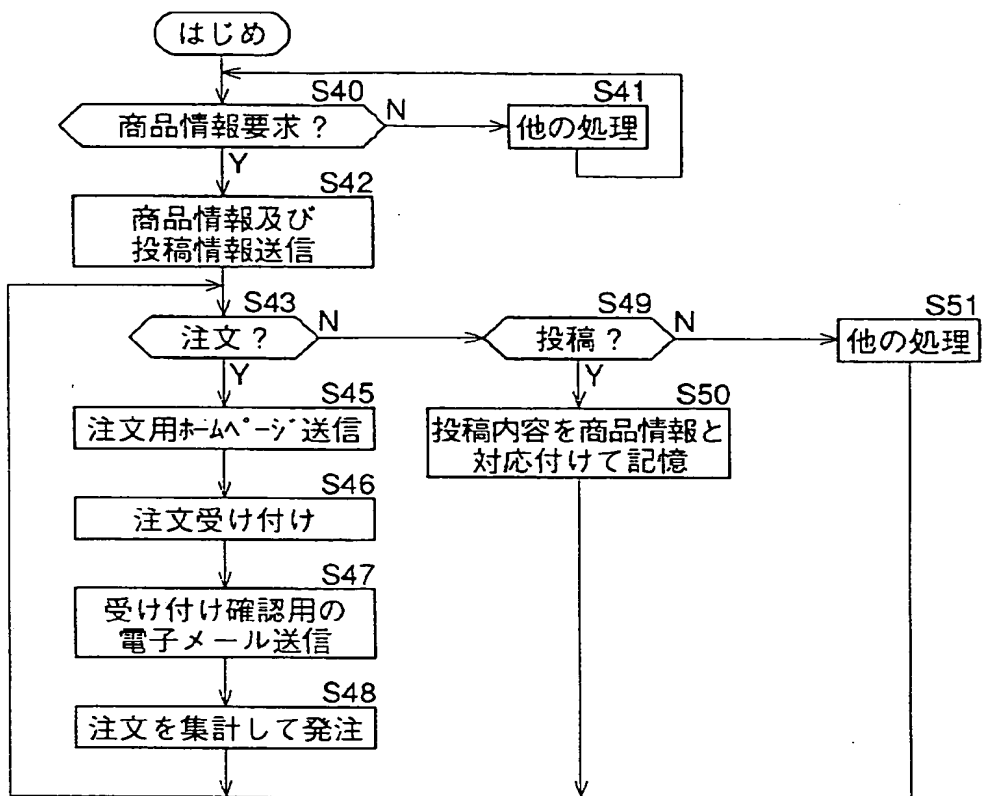 はじめ
S40
商品情報要求?
N
S41
他の処理
Y
S42
商品情報及び
投稿情報送信
S43
注文?
N
S49
投稿?
N
S51
他の処理
Y
S45
注文用ﾎｰﾑﾍﾟｰｼﾞ送信
Y
S50
投稿内容を商品情報と
対応付けて記憶
S46
注文受け付け
S47
受け付け確認用の
電子メール送信
S48
注文を集計して発注